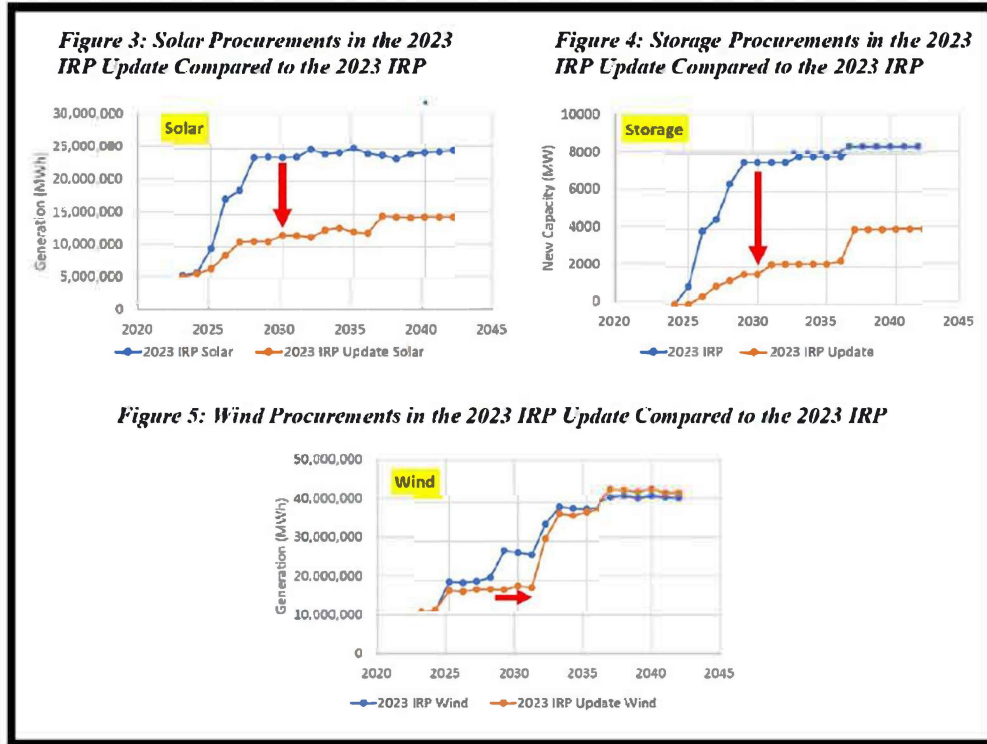 Figure 3: Solar Procurements in the 2023
IRP Update Compared to the 2023 IRP
30,000,000
25,000,000
20,000,000
15,000,000
10,000,000
5,000,000
0
Generation (MWh)
Solar
2020 2025 2030 2035 2040 2045
2023 IRP Solar 2023 IRP Update Solar
Figure 4: Storage Procurements in the 2023
IRP Update Compared to the 2023 IRP
10000
8000
6000
4000
2000
0
New Capacity (MW)
Storage
2020 2025 2030 2035 2040 2045
2023 IRP 2023 IRP Update
Figure 5: Wind Procurements in the 2023 IRP Update Compared to the 2023 IRP
50,000,000
40,000,000
30,000,000
20,000,000
10,000,000
0
Generation (MWh)
Wind
2020 2025 2030 2035 2040 2045
2023 IRP Wind 2023 IRP Update Wind